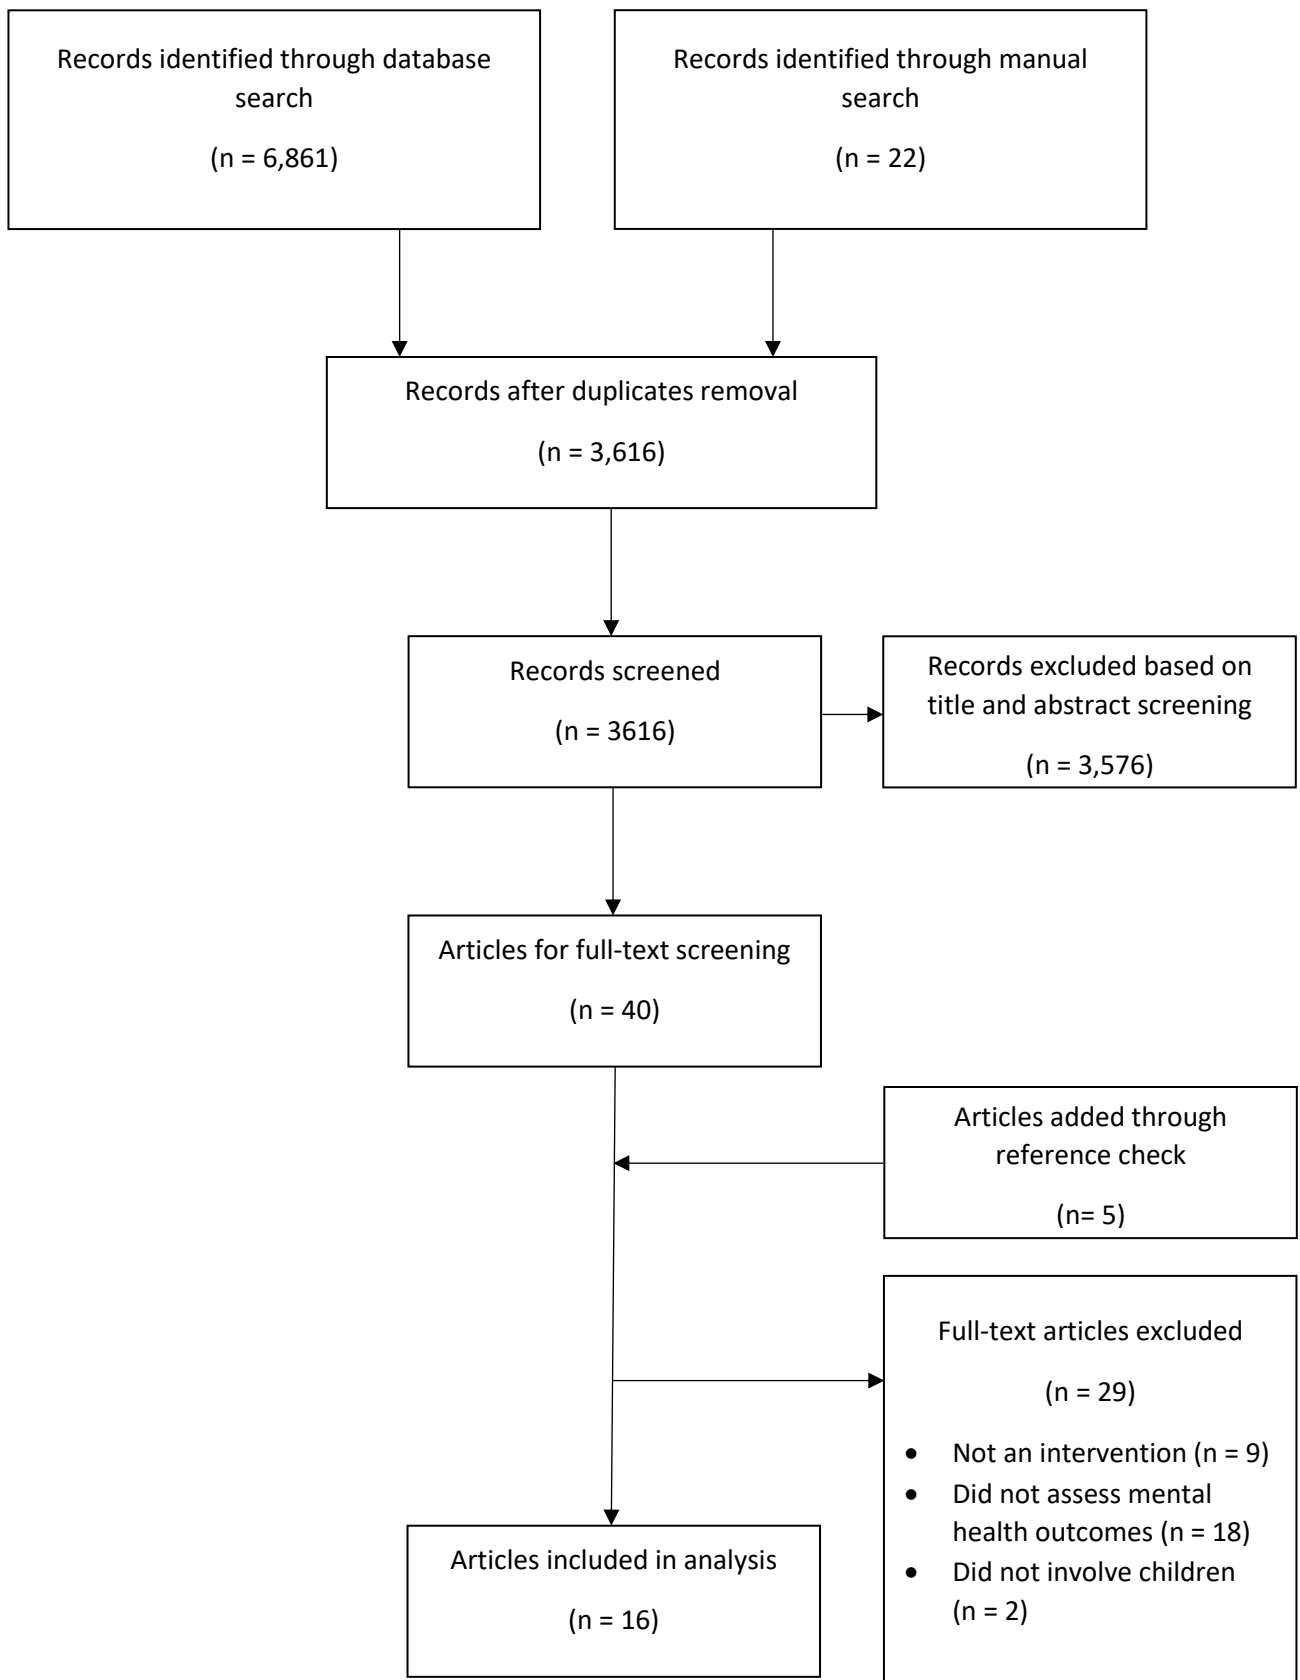 Records identified through database
search
(n = 6,861)
Records identified through manual
search
(n = 22)
Records after duplicates removal
(n = 3,616)
Records screened
(n = 3616)
Records excluded based on
title and abstract screening
(n = 3,576)
Articles for full-text screening
(n = 40)
Articles added through
reference check
(n= 5)
Full-text articles excluded
(n = 29)
• Not an intervention (n = 9)
• Did not assess mental
health outcomes (n = 18)
• Did not involve children
(n = 2)
Articles included in analysis
(n = 16)